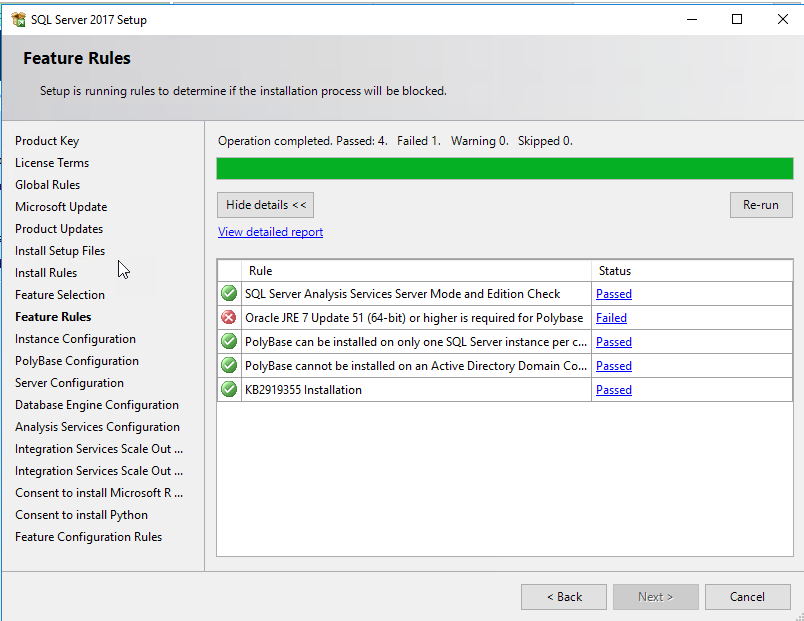 SQL Server 2017 Setup
Feature Rules
Setup is running rules to determine if the installation process will be blocked.
Product Key
License Terms
Global Rules
Microsoft Update
Product Updates
Install Setup Files
Install Rules
Feature Selection
Feature Rules
Instance Configuration
PolyBase Configuration
Server Configuration
Database Engine Configuration
Analysis Services Configuration
Integration Services Scale Out ...
Integration Services Scale Out ...
Consent to install Microsoft R ...
Consent to install Python
Feature Configuration Rules
Operation completed. Passed: 4. Failed 1. Warning 0. Skipped 0.
Hide details << Re-run
View detailed report
Rule Status
SQL Server Analysis Services Server Mode and Edition Check Passed
Oracle JRE 7 Update 51 (64-bit) or higher is required for Polybase Failed
PolyBase can be installed on only one SQL Server instance per c... Passed
PolyBase cannot be installed on an Active Directory Domain Co... Passed
KB2919355 Installation Passed
< Back Next > Cancel